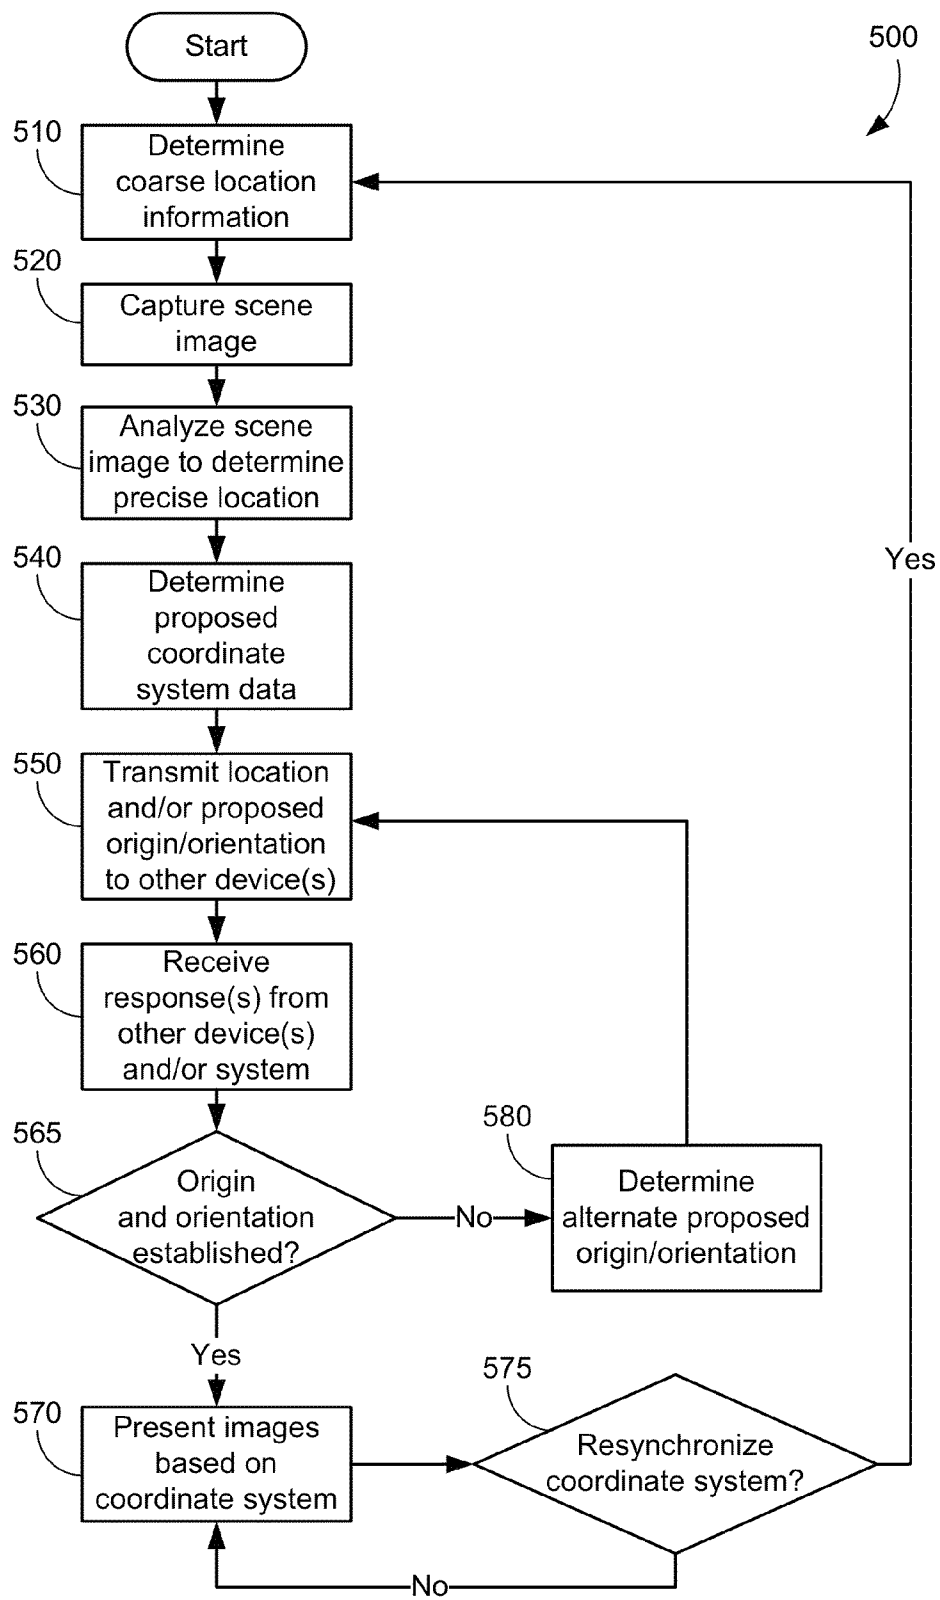 Start
500
510
Determine
coarse location
information
520
Capture scene
image
530
Analyze scene
image to determine
precise location
540
Determine
proposed
coordinate
system data
Yes
550
Transmit location
and/or proposed
origin/orientation
to other device(s)
560
Receive
response(s) from
other device(s)
and/or system
565
Origin
and orientation
established?
No
580
Determine
alternate proposed
origin/orientation
Yes
570
Present images
based on
coordinate system
575
Resynchronize
coordinate system?
No